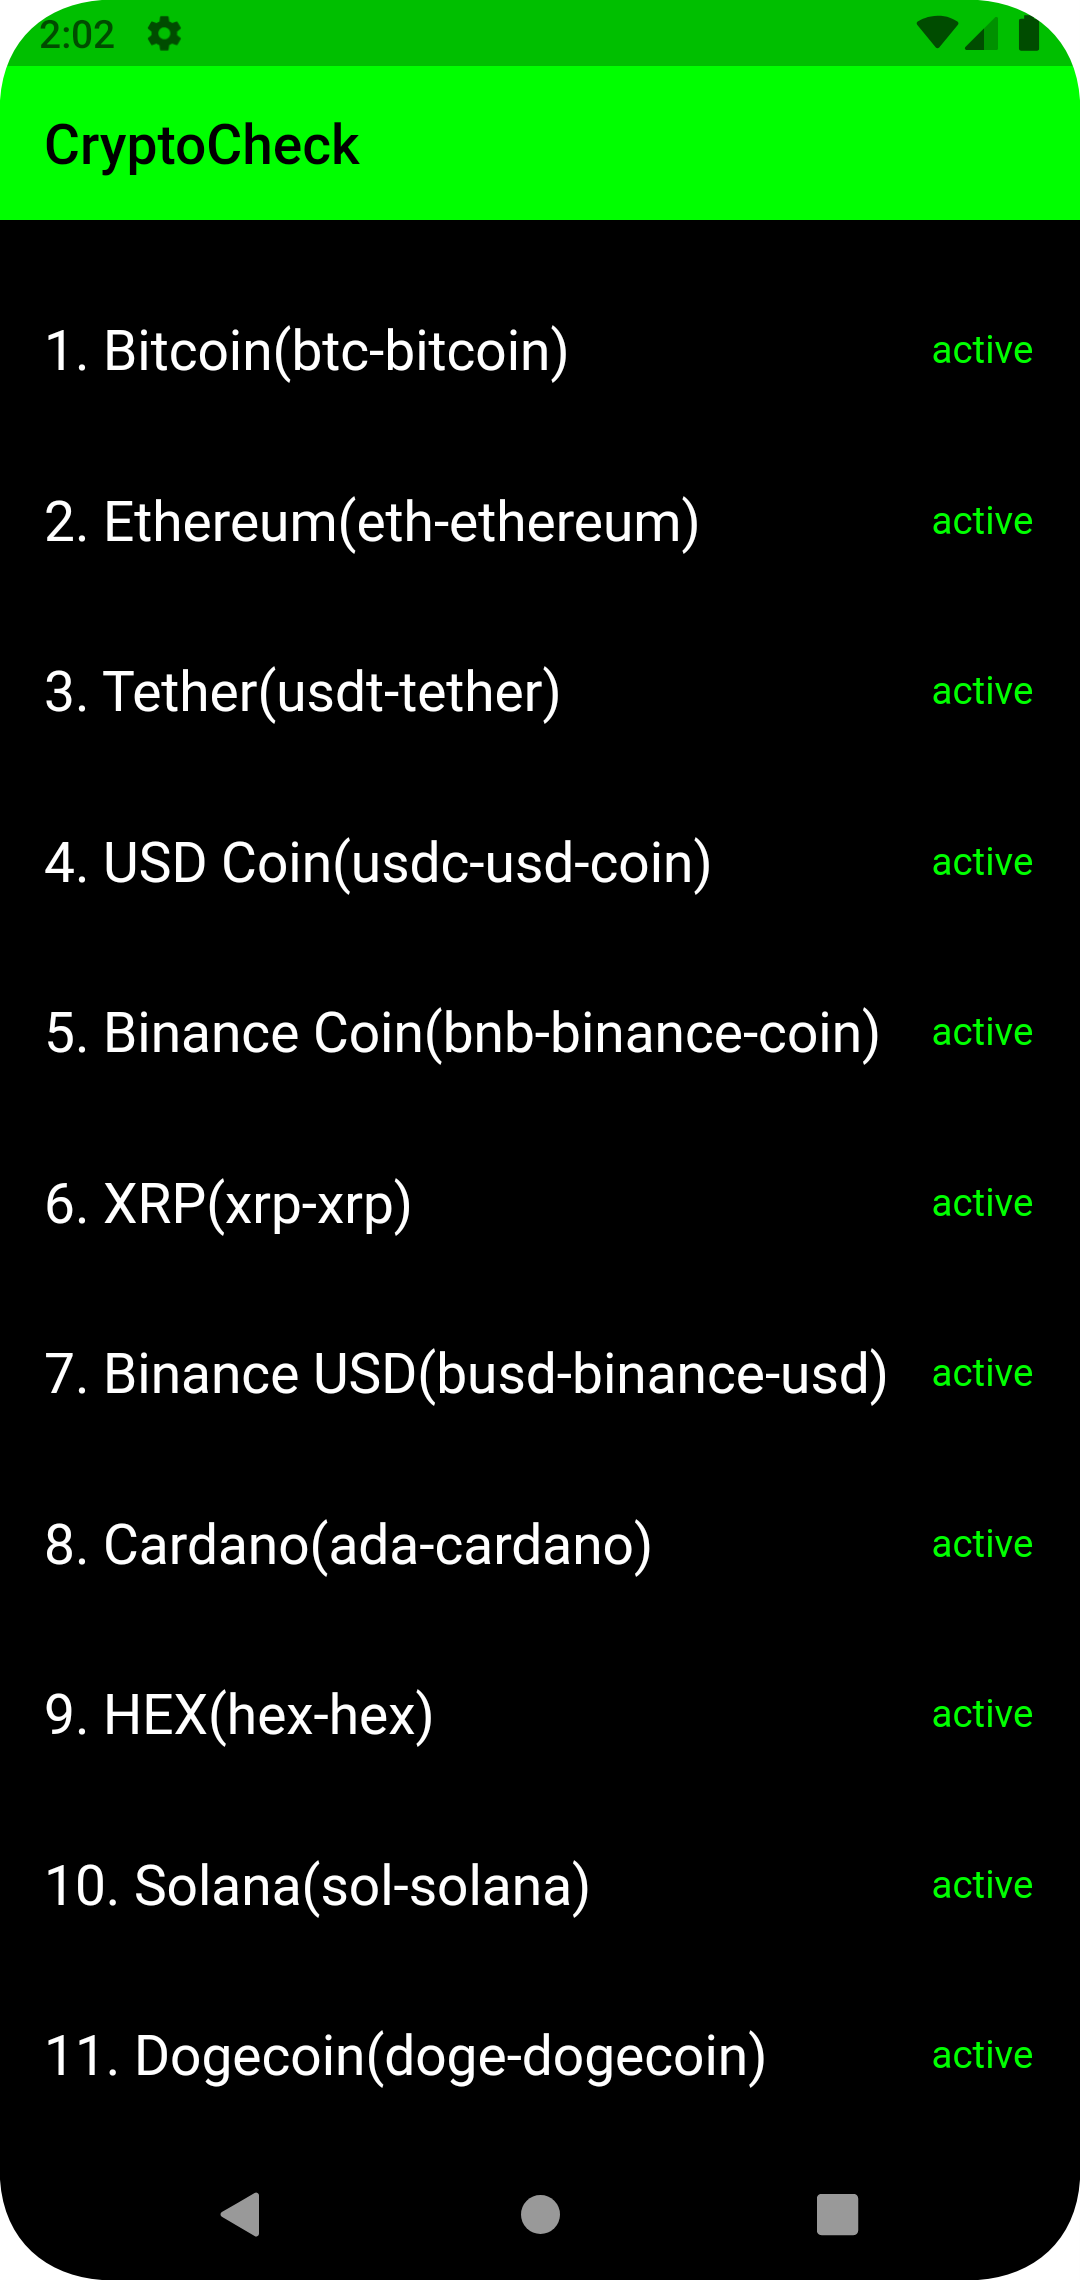 2:02
CryptoCheck
1. Bitcoin(btc-bitcoin) active
2. Ethereum(eth-ethereum) active
3. Tether(usdt-tether) active
4. USD Coin(usdc-usd-coin) active
5. Binance Coin(bnb-binance-coin) active
6. XRP(xrp-xrp) active
7. Binance USD(busd-binance-usd) active
8. Cardano(ada-cardano) active
9. HEX(hex-hex) active
10. Solana(sol-solana) active
11. Dogecoin(doge-dogecoin) active